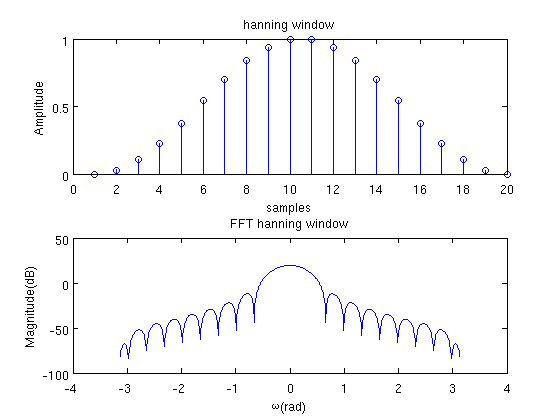 hanning window
1
0.5
0
Amplitude
0 2 4 6 8 10 12 14 16 18 20
samples
FFT hanning window
50
0
-50
-100
Magnitude(dB)
-4 -3 -2 -1 0 1 2 3 4
ω(rad)